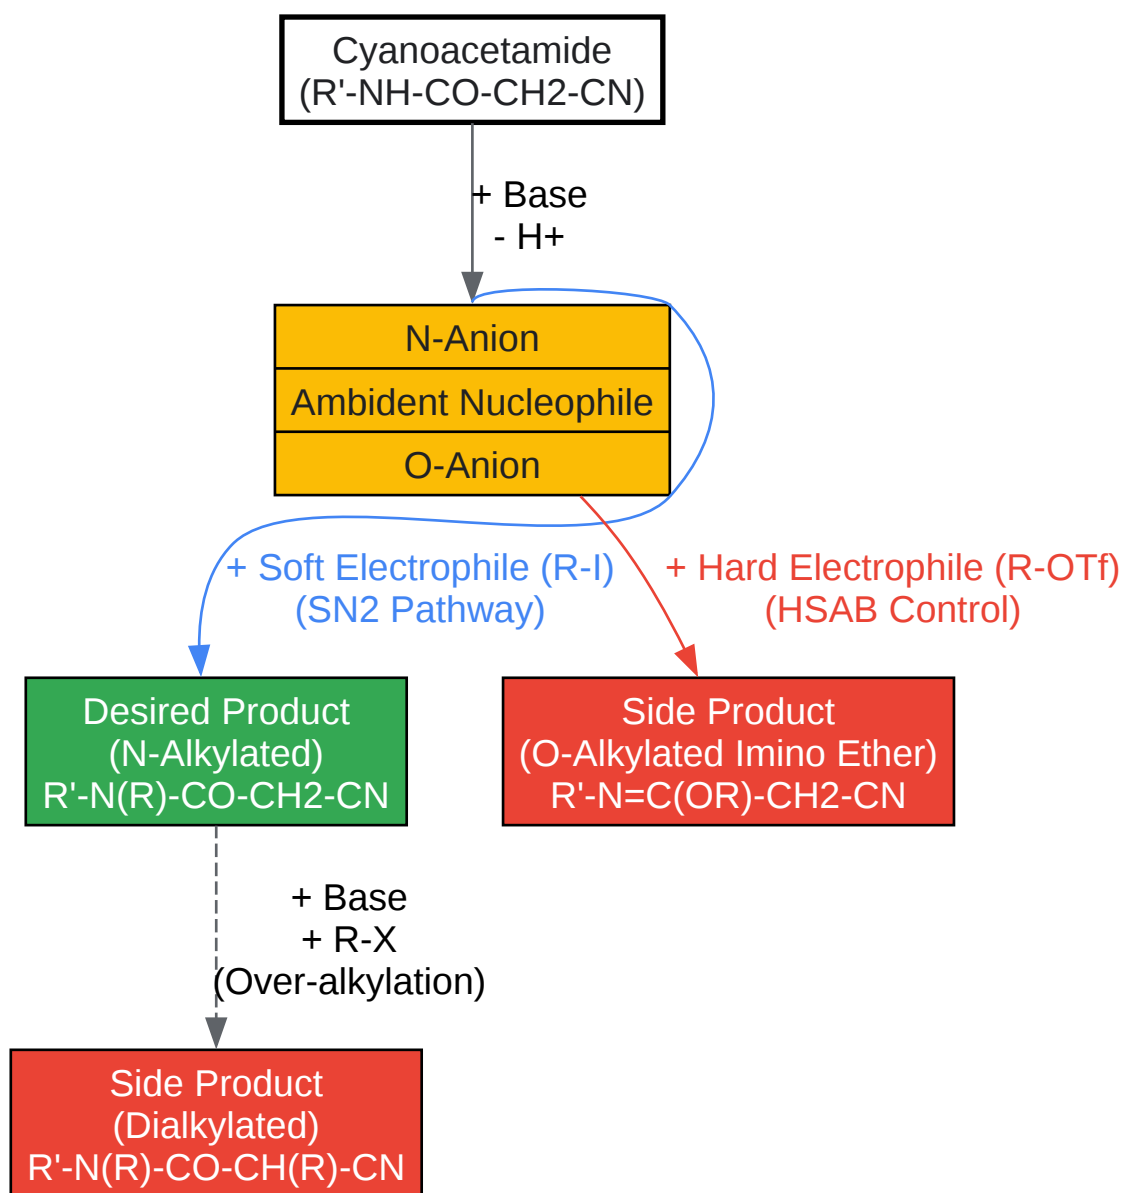 Cyanoacetamide
(R'-NH-CO-CH2-CN)
+ Base
- H+
N-Anion
Ambident Nucleophile
O-Anion
+ Soft Electrophile (R-I)
(SN2 Pathway)
+ Hard Electrophile (R-OTf)
(HSAB Control)
Desired Product
(N-Alkylated)
R'-N(R)-CO-CH2-CN
Side Product
(O-Alkylated Imino Ether)
R'-N=C(OR)-CH2-CN
+ Base
+ R-X
(Over-alkylation)
Side Product
(Dialkylated)
R'-N(R)-CO-CH(R)-CN